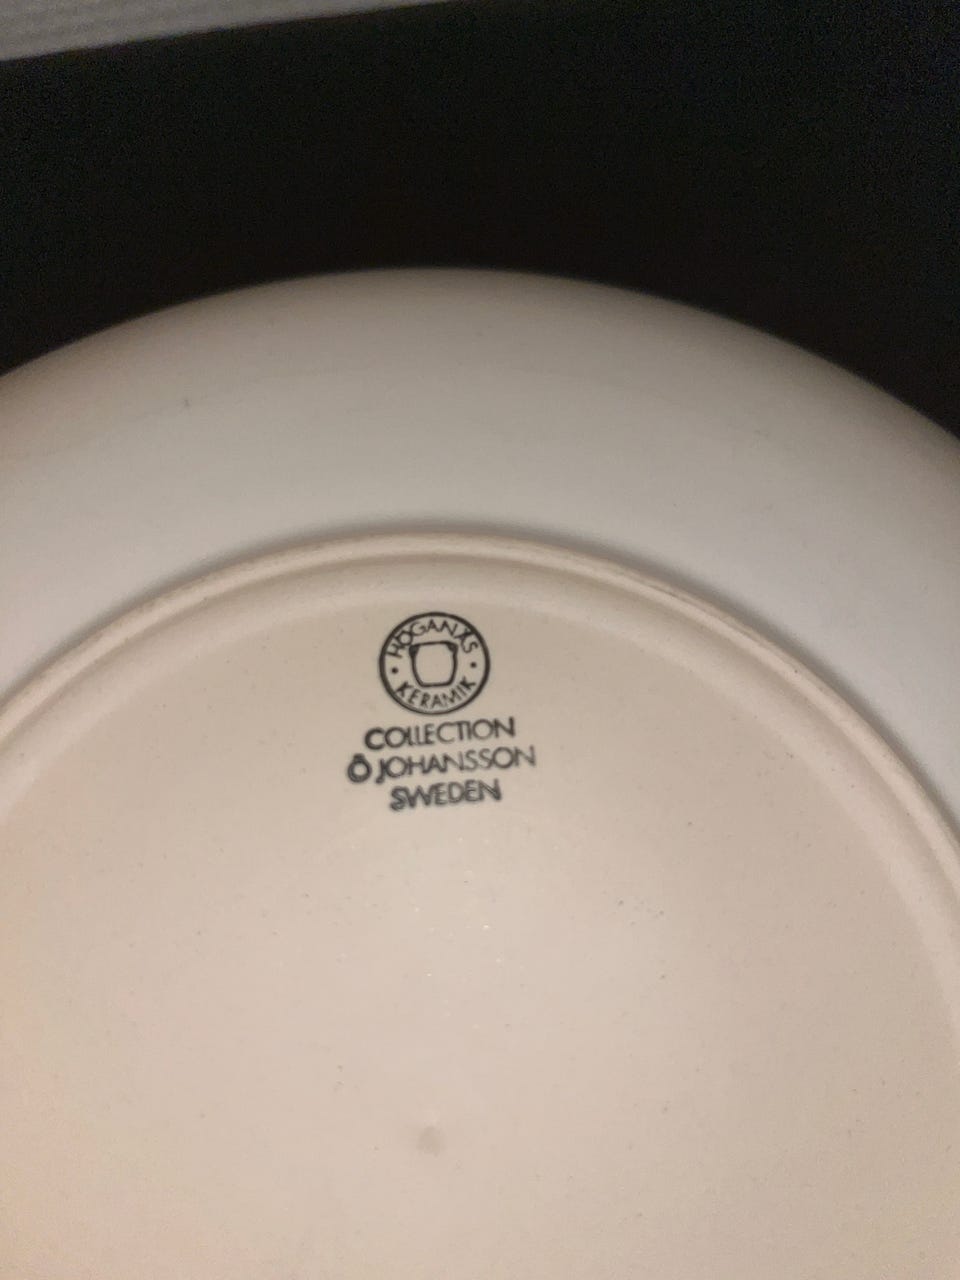 HÖGANÄS
KERAMIK
COLLECTION
Ö JOHANSSON
SWEDEN